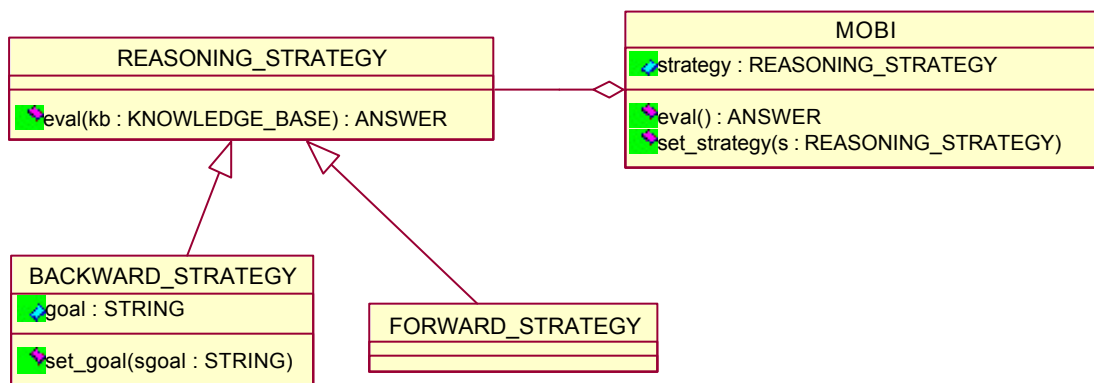 REASONING_STRATEGY
eval(kb : KNOWLEDGE_BASE) : ANSWER
MOBI
strategy : REASONING_STRATEGY
eval() : ANSWER
set_strategy(s : REASONING_STRATEGY)
BACKWARD_STRATEGY
goal : STRING
set_goal(sgoal : STRING)
FORWARD_STRATEGY